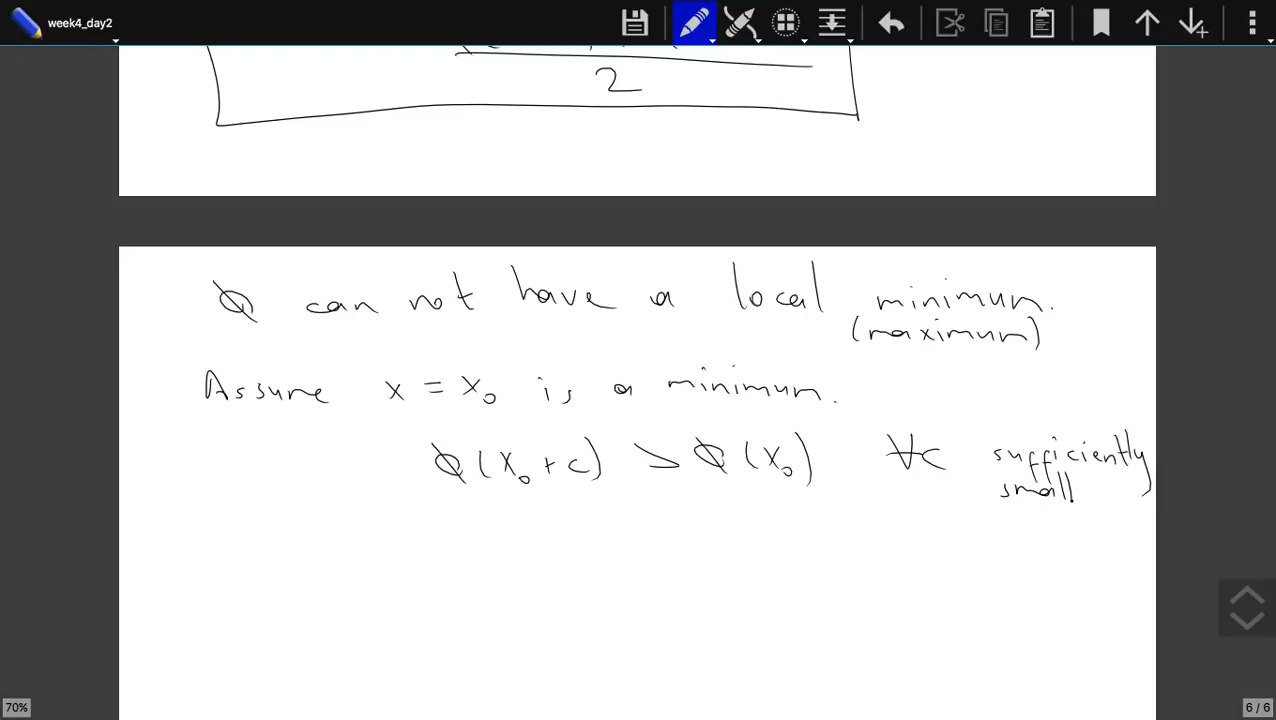 week4_day2
2
ϕ can not have a local minimum.
(maximum)
Assume x = x₀ is a minimum.
ϕ(x₀+c) > ϕ(x₀) ∀c sufficiently
small
70%
6 / 6